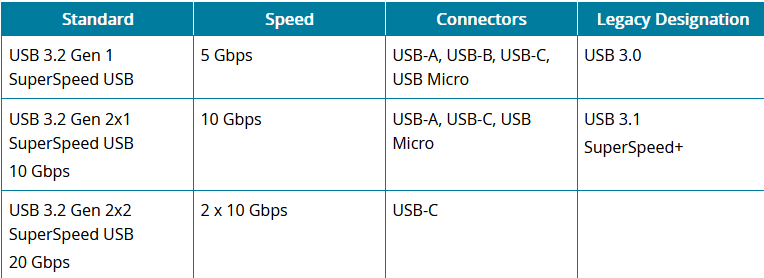 Standard Speed Connectors Legacy Designation
USB 3.2 Gen 1 5 Gbps USB-A, USB-B, USB-C, USB 3.0
SuperSpeed USB USB Micro
USB 3.2 Gen 2x1 10 Gbps USB-A, USB-C, USB USB 3.1
SuperSpeed USB Micro SuperSpeed+
10 Gbps
USB 3.2 Gen 2x2 2 x 10 Gbps USB-C
SuperSpeed USB
20 Gbps